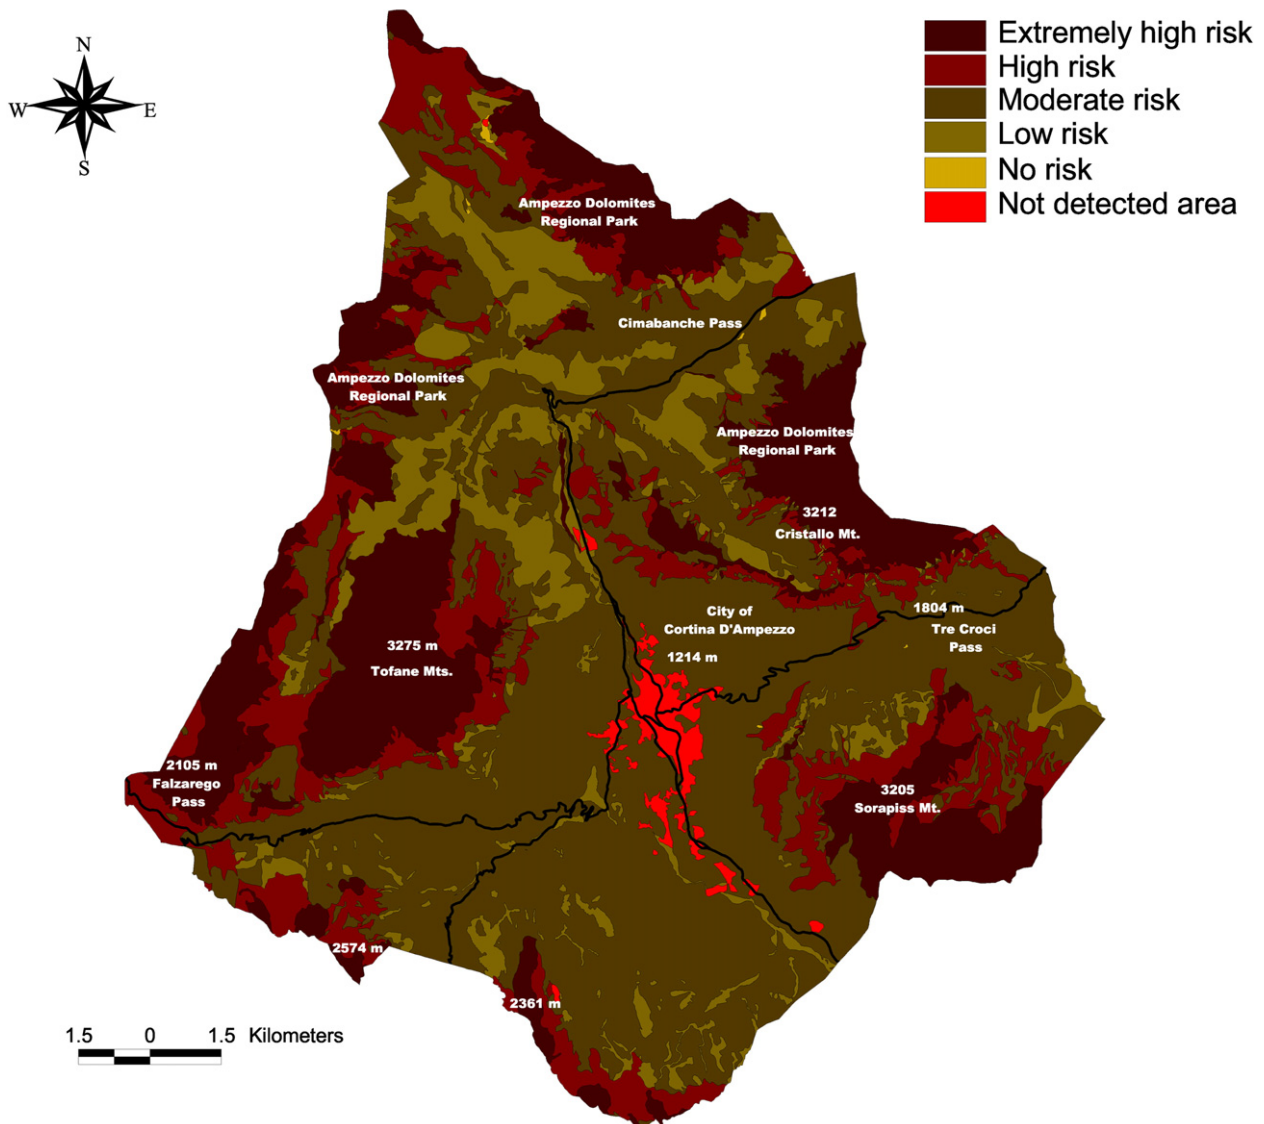 N
W
E
S
Extremely high risk
High risk
Moderate risk
Low risk
No risk
Not detected area
Ampezzo Dolomites
Regional Park
Cimabanche Pass
Ampezzo Dolomites
Regional Park
Ampezzo Dolomites
Regional Park
3212
Cristallo Mt.
City of
Cortina D'Ampezzo
1214 m
1804 m
Tre Croci
Pass
3275 m
Tofane Mts.
2105 m
Falzarego
Pass
3205
Sorapiss Mt.
2574 m
2361 m
1.5 0 1.5 Kilometers